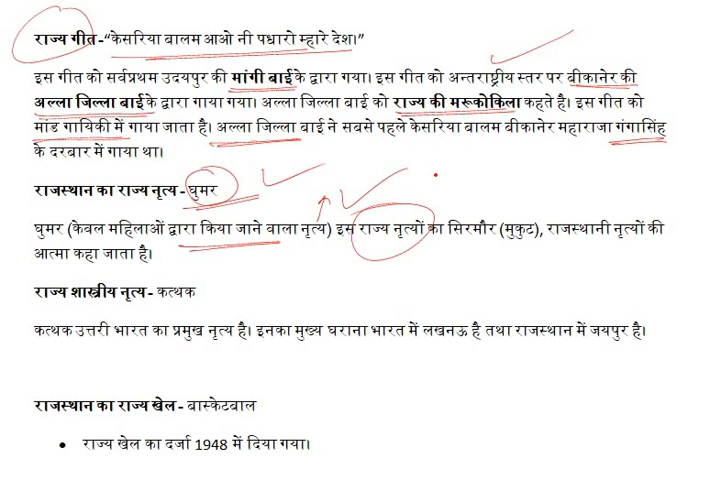 राज्य गीत-“केसरिया बालम आओ नी पधारो म्हारे देश।”
इस गीत को सर्वप्रथम उदयपुर की मांगी बाई के द्वारा गया। इस गीत को अन्तराष्ट्रीय स्तर पर बीकानेर की
अल्ला जिल्ला बाई के द्वारा गाया गया। अल्ला जिल्ला बाई को राज्य की मरूकोकिला कहते है। इस गीत को
मांड गायिकी में गाया जाता है। अल्ला जिल्ला बाई ने सबसे पहले केसरिया बालम बीकानेर महाराजा गंगासिंह
के दरबार में गाया था।
राजस्थान का राज्य नृत्य - घुमर
घुमर (केवल महिलाओं द्वारा किया जाने वाला नृत्य) इस राज्य नृत्यों का सिरमौर (मुकुट), राजस्थानी नृत्यों की
आत्मा कहा जाता है।
राज्य शास्त्रीय नृत्य- कत्थक
कत्थक उत्तरी भारत का प्रमुख नृत्य है। इनका मुख्य घराना भारत में लखनऊ है तथा राजस्थान में जयपुर है।
राजस्थान का राज्य खेल- बास्केटबाल
• राज्य खेल का दर्जा 1948 में दिया गया।